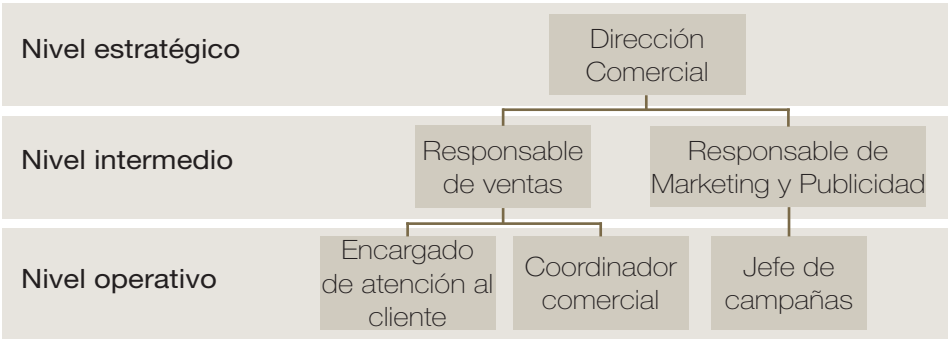 Nivel estratégico
Dirección
Comercial
Nivel intermedio
Responsable
de ventas
Responsable de
Marketing y Publicidad
Nivel operativo
Encargado
de atención al
cliente
Coordinador
comercial
Jefe de
campañas